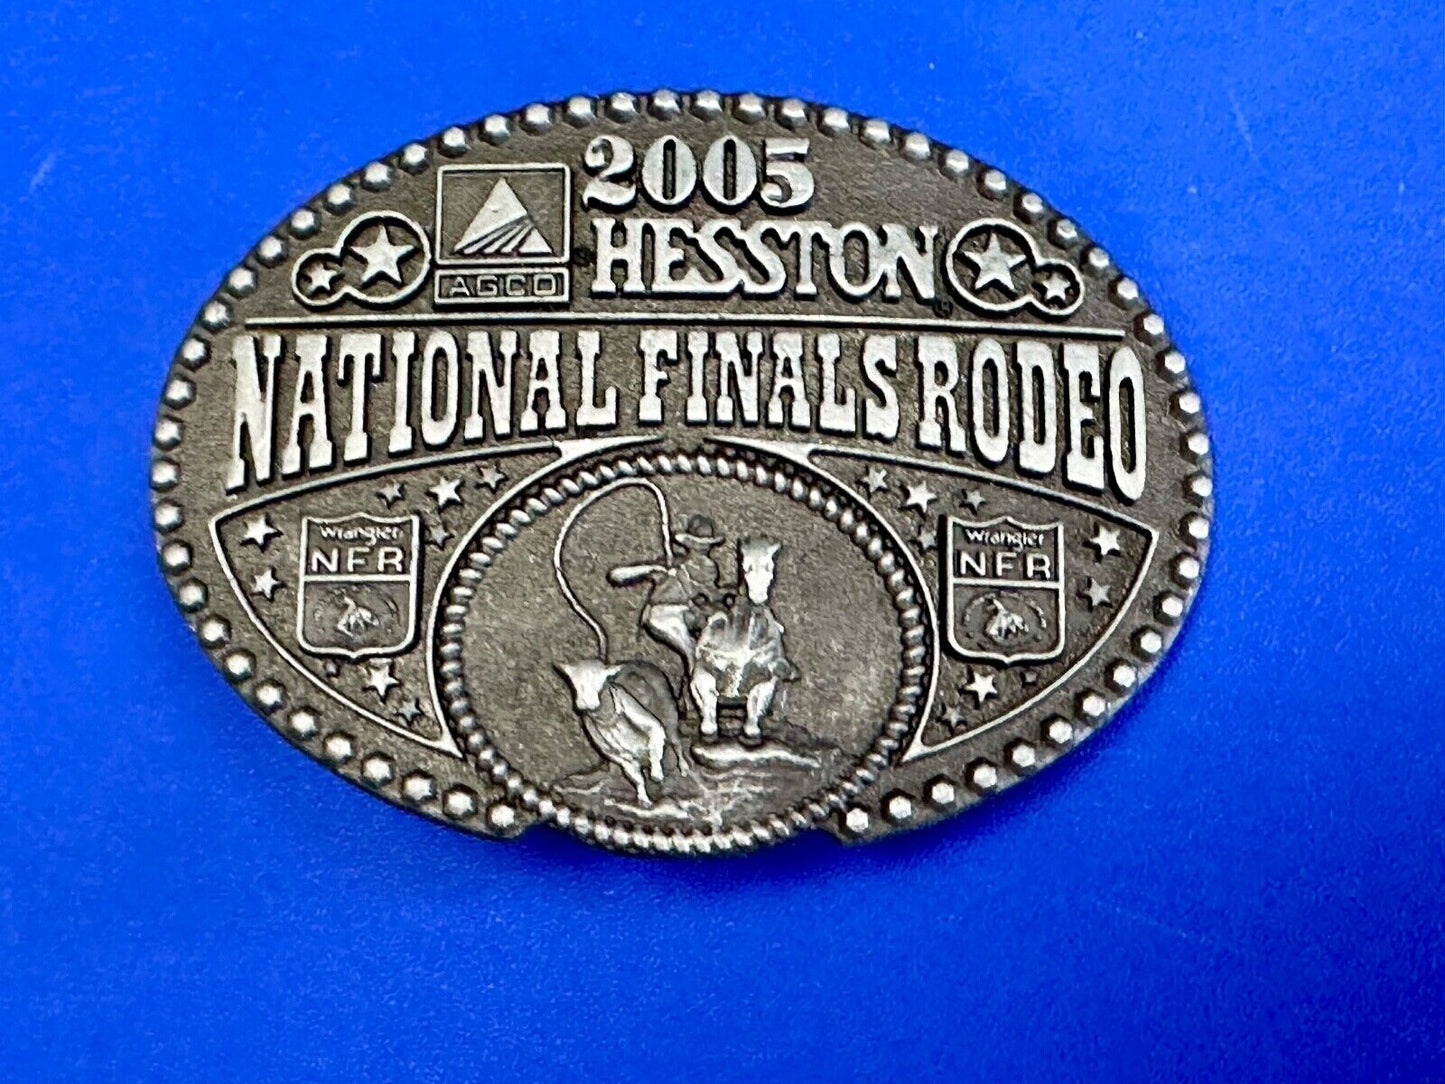 2005
AGCO
HESSTON
NATIONAL FINALS RODEO
Wrangler
NFR
Wrangler
NFR